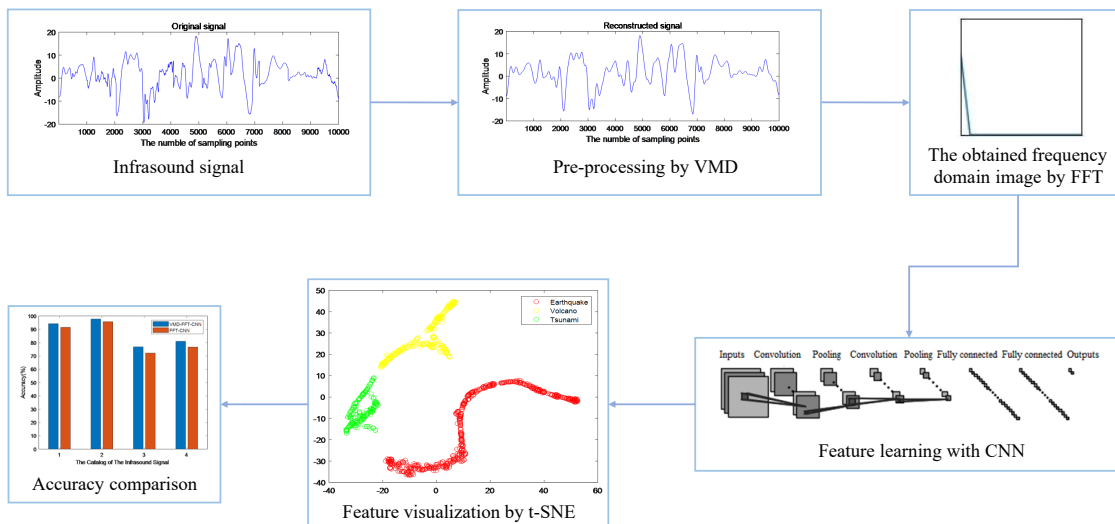 Original signal
20
10
0
-10
-20
Amplitude
1000 2000 3000 4000 5000 6000 7000 8000 9000 10000
The numble of sampling points
Infrasound signal
Reconstructed signal
20
10
0
-10
-20
Amplitude
1000 2000 3000 4000 5000 6000 7000 8000 9000 10000
The numble of sampling points
Pre-processing by VMD
The obtained frequency
domain image by FFT
Inputs Convolution Pooling Convolution Pooling Fully connected Fully connected Outputs
Feature learning with CNN
50
40
30
20
10
0
-10
-20
-30
-40
-40 -20 0 20 40 60
Earthquake
Volcano
Tsunami
Feature visualization by t-SNE
100
90
80
70
60
50
40
30
20
10
0
Accuracy(%)
VMD-FFT-CNN
FFT-CNN
1 2 3 4
The Catalog of The Infrasound Signal
Accuracy comparison